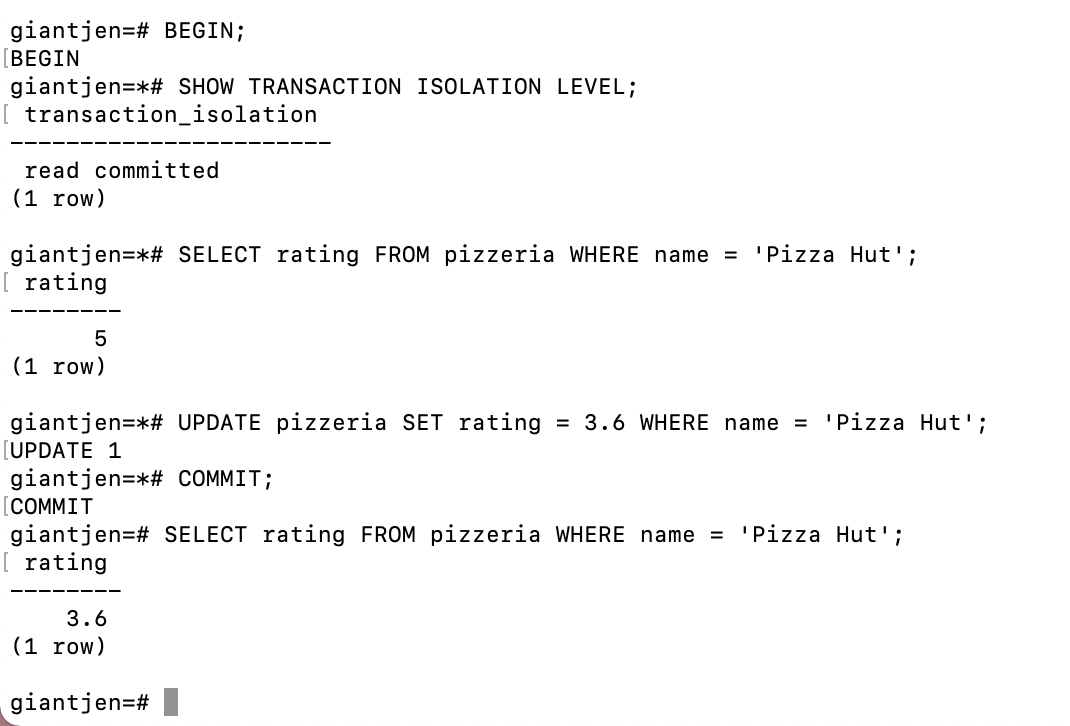 giantjen=# BEGIN;
[BEGIN
giantjen=*# SHOW TRANSACTION ISOLATION LEVEL;
[ transaction_isolation
-----------------------
 read committed
(1 row)

giantjen=*# SELECT rating FROM pizzeria WHERE name = 'Pizza Hut';
[ rating
--------
      5
(1 row)

giantjen=*# UPDATE pizzeria SET rating = 3.6 WHERE name = 'Pizza Hut';
[UPDATE 1
giantjen=*# COMMIT;
[COMMIT
giantjen=# SELECT rating FROM pizzeria WHERE name = 'Pizza Hut';
[ rating
--------
    3.6
(1 row)

giantjen=#